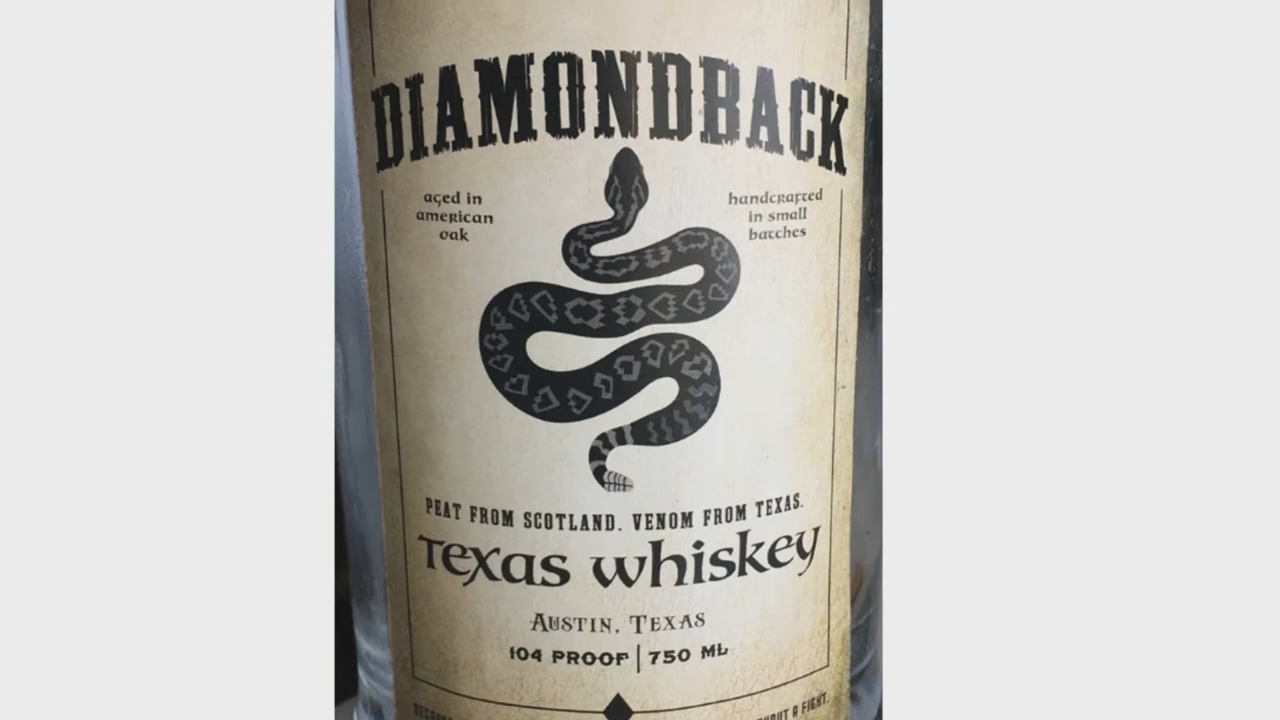 DIAMONDBACK
aged in
american
oak
handcrafted
in small
batches
PEAT FROM SCOTLAND. VENOM FROM TEXAS.
Texas whiskey
AUSTIN, TEXAS
104 PROOF | 750 ML
A FIGHT.